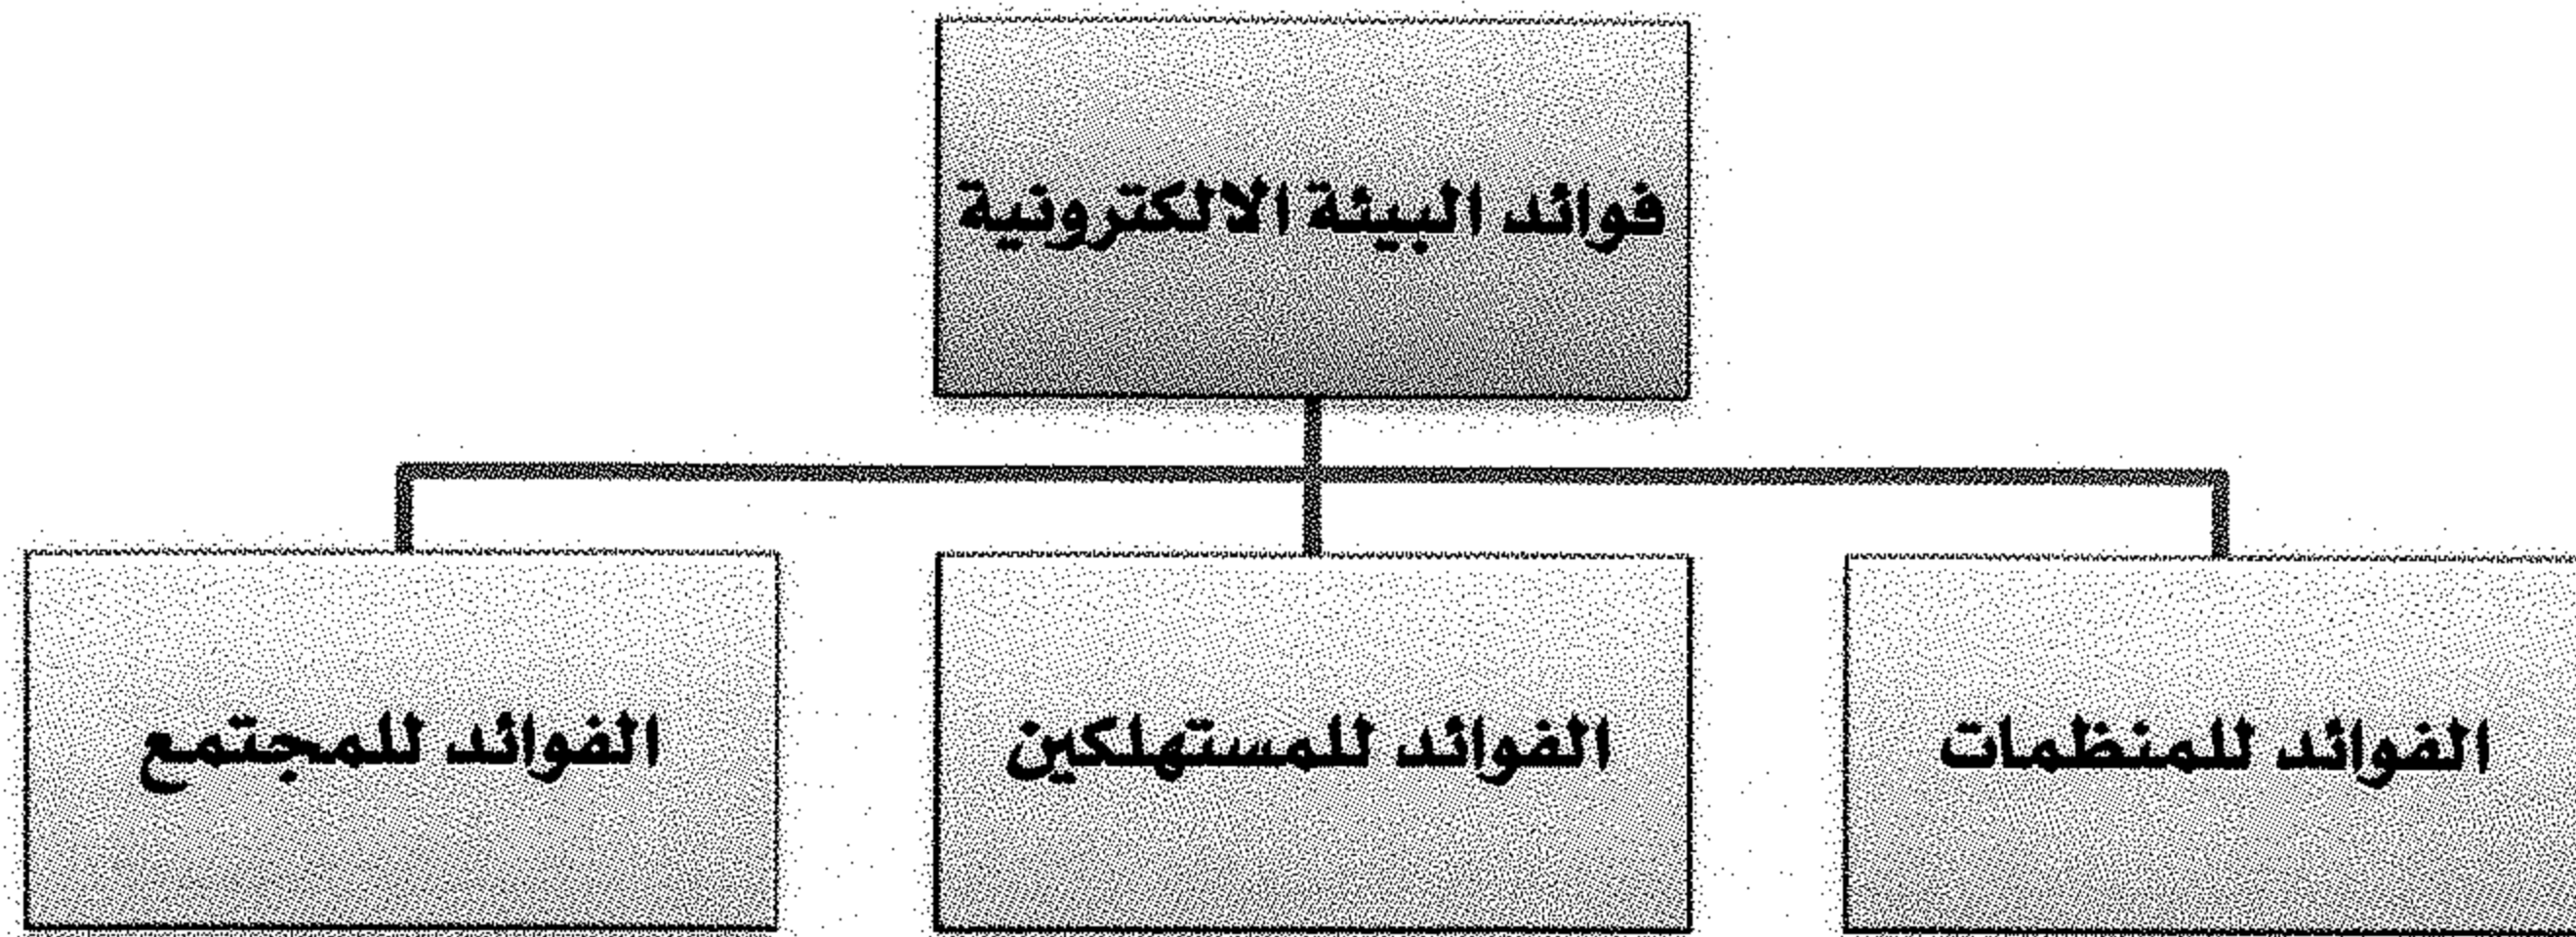 فوائد البيئة الالكترونية
الفوائد للمنظمات
الفوائد للمستهلكين
الفوائد للمجتمع